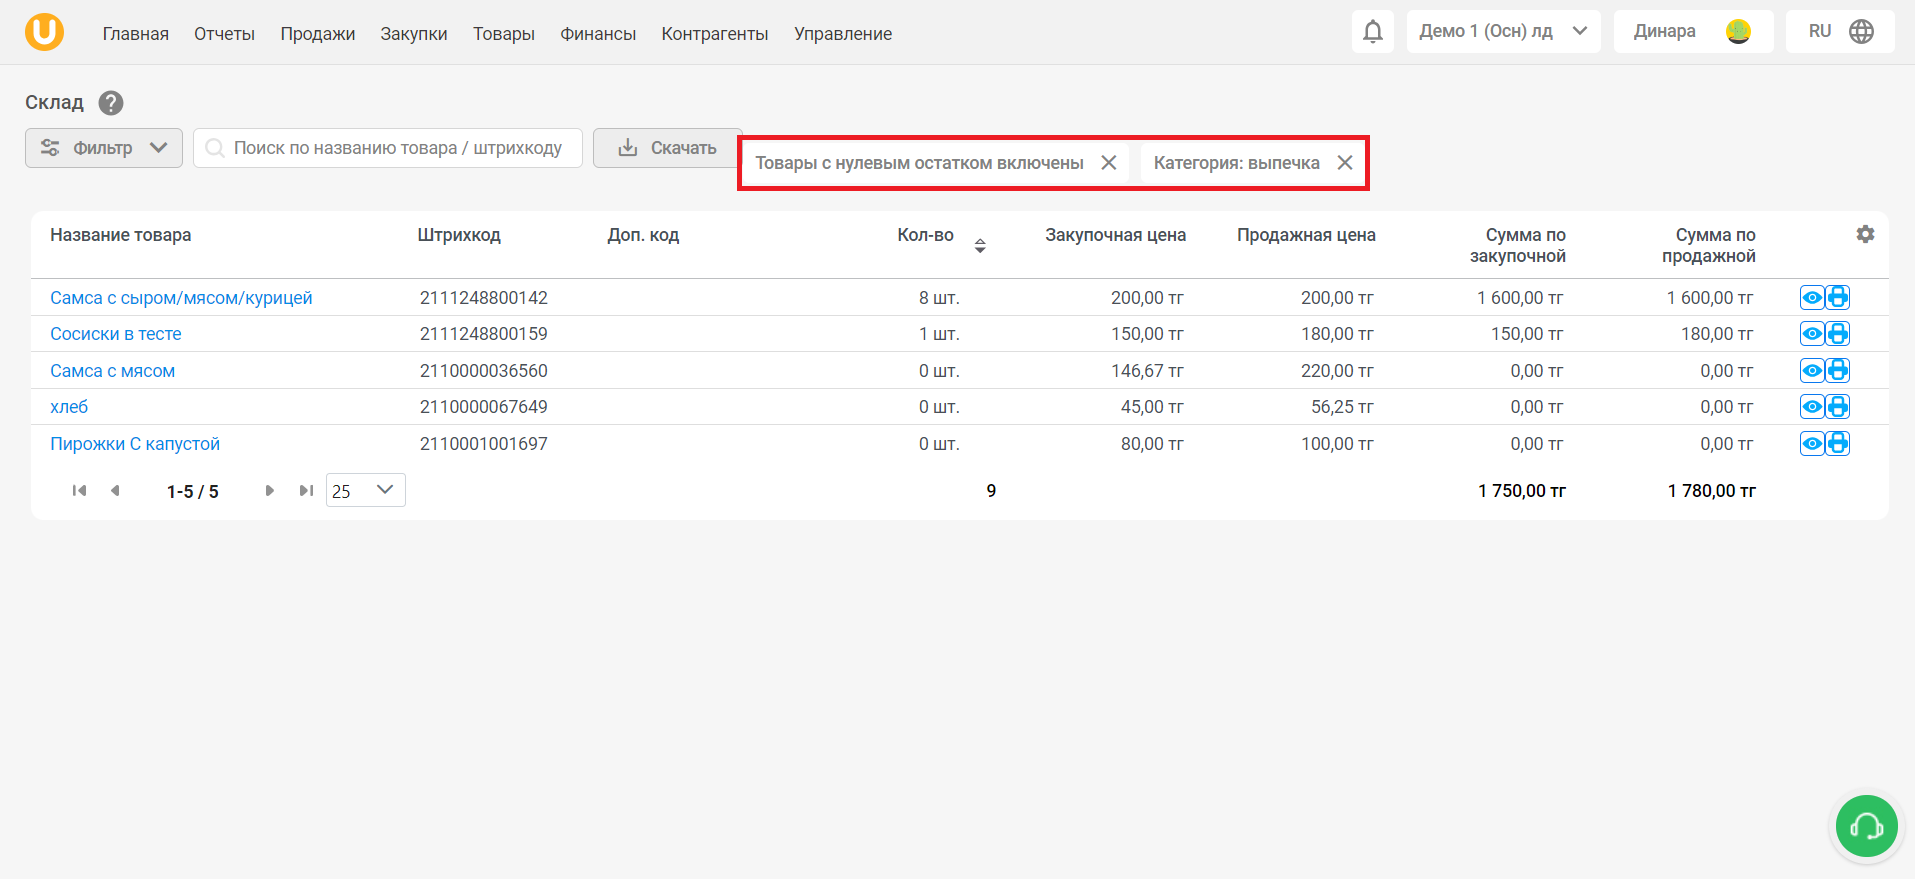 U Главная Отчеты Продажи Закупки Товары Финансы Контрагенты Управление Демо 1 (Осн) лд Динара RU
Склад ?
Фильтр Поиск по названию товара / штрихкоду Скачать Товары с нулевым остатком включены Категория: выпечка
Название товара Штрихкод Доп. код Кол-во Закупочная цена Продажная цена Сумма по закупочной Сумма по продажной
Самса с сыром/мясом/курицей 2111248800142 8 шт. 200,00 тг 200,00 тг 1 600,00 тг 1 600,00 тг
Сосиски в тесте 2111248800159 1 шт. 150,00 тг 180,00 тг 150,00 тг 180,00 тг
Самса с мясом 2110000036560 0 шт. 146,67 тг 220,00 тг 0,00 тг 0,00 тг
хлеб 2110000067649 0 шт. 45,00 тг 56,25 тг 0,00 тг 0,00 тг
Пирожки С капустой 2110001001697 0 шт. 80,00 тг 100,00 тг 0,00 тг 0,00 тг
1-5 / 5 25 9 1 750,00 тг 1 780,00 тг